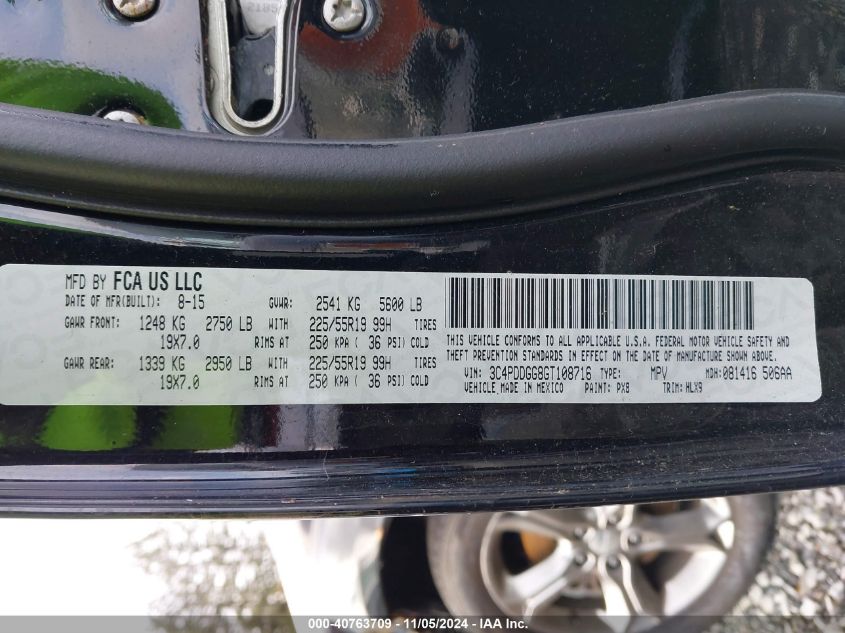 2195
MFD BY FCA US LLC
DATE OF MFR(BUILT): 8-15 GVWR: 2541 KG 5600 LB
GAWR FRONT: 1248 KG 2750 LB WITH 225/55R19 99H TIRES
19X7.0 RIMS AT 250 KPA ( 36 PSI) COLD
GAWR REAR: 1339 KG 2950 LB WITH 225/55R19 99H TIRES
19X7.0 RIMS AT 250 KPA ( 36 PSI) COLD
THIS VEHICLE CONFORMS TO ALL APPLICABLE U.S.A. FEDERAL MOTOR VEHICLE SAFETY AND
THEFT PREVENTION STANDARDS IN EFFECT ON THE DATE OF MANUFACTURE SHOWN ABOVE.
VIN: 3C4PDDGG8GT108716 TYPE: MPV MDH: 081416 506AA
VEHICLE MADE IN MEXICO PAINT: PX8 TRIM: HLX9
000-40763709 - 11/05/2024 - IAA Inc.